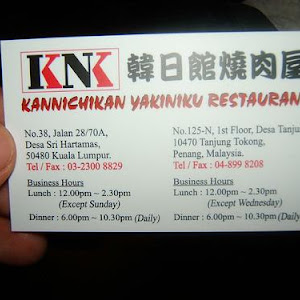 KNK 韓日館燒肉屋
KANNICHIKAN YAKINIKU RESTAURAN
No.38, Jalan 28/70A,
Desa Sri Hartamas,
50480 Kuala Lumpur.
Tel / Fax : 03-2300 8829
Business Hours
Lunch : 12.00pm ~ 2.30pm
(Except Sunday)
Dinner : 6.00pm ~ 10.30pm (Daily)
No.125-N, 1st Floor, Desa Tanju
10470 Tanjung Tokong,
Penang, Malaysia.
Tel / Fax : 04-899 8208
Business Hours
Lunch : 12.00pm ~ 2.30pm
(Except Wednesday)
Dinner : 6.00pm ~ 10.30pm (Daily)